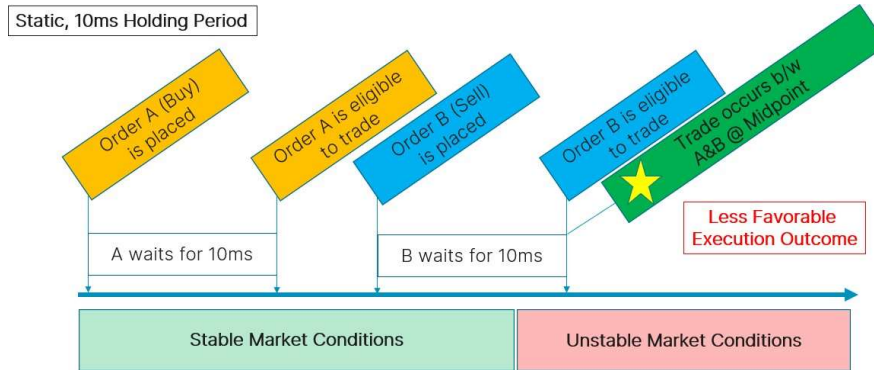 Static, 10ms Holding Period
Order A (Buy)
is placed
Order A is eligible
to trade
Order B (Sell)
is placed
Order B is eligible
to trade
Trade occurs b/w
A&B @ Midpoint
Less Favorable
Execution Outcome
A waits for 10ms
B waits for 10ms
Stable Market Conditions
Unstable Market Conditions